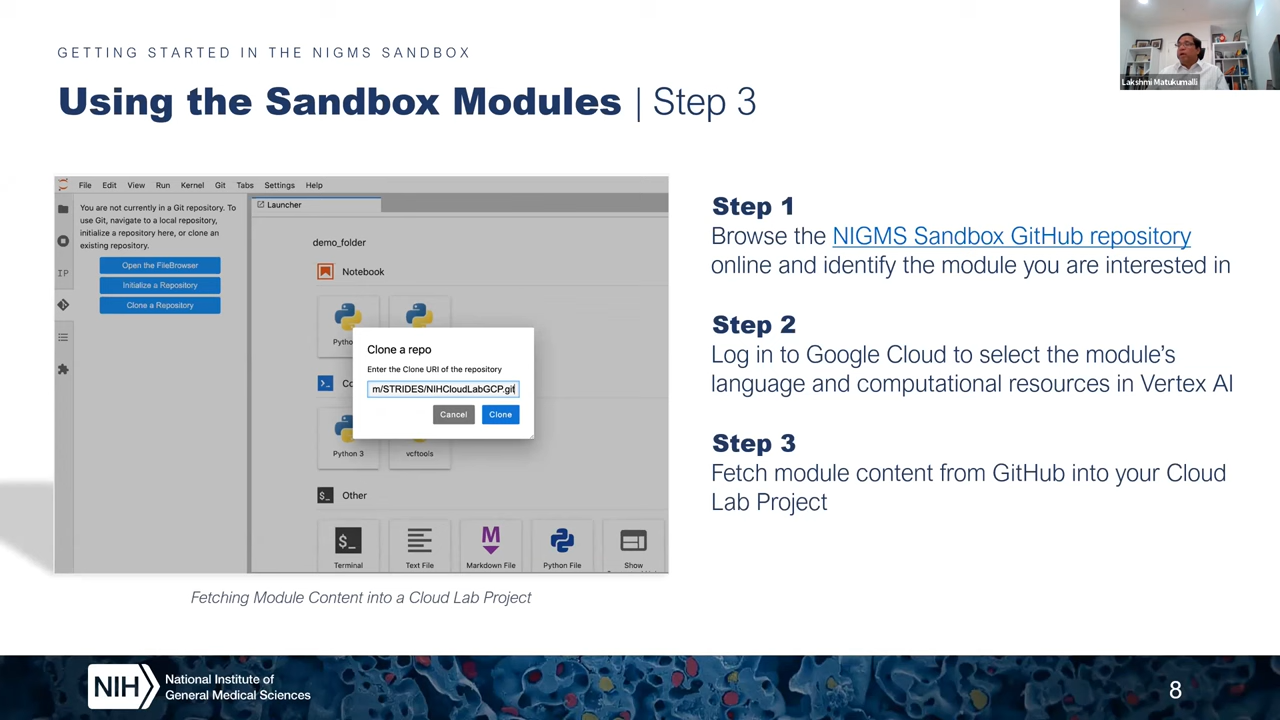 GETTING STARTED IN THE NIGMS SANDBOX
Using the Sandbox Modules | Step 3
Lakshmi Matukumalli
File Edit View Run Kernel Git Tabs Settings Help
You are not currently in a Git repository. To
use Git, navigate to a local repository,
initialize a repository here, or clone an
existing repository.
Open the FileBrowser
Initialize a Repository
Clone a Repository
IP
Launcher
demo_folder
Notebook
Clone a repo
Enter the Clone URI of the repository
m/STRIDES/NIHCloudLabGCP.git
Cancel
Clone
Python 3
vcftools
$_ Other
$_
M
Terminal
Text File
Markdown File
Python File
Show
Fetching Module Content into a Cloud Lab Project
Step 1
Browse the NIGMS Sandbox GitHub repository
online and identify the module you are interested in
Step 2
Log in to Google Cloud to select the module's
language and computational resources in Vertex AI
Step 3
Fetch module content from GitHub into your Cloud
Lab Project
NIH
National Institute of
General Medical Sciences
8